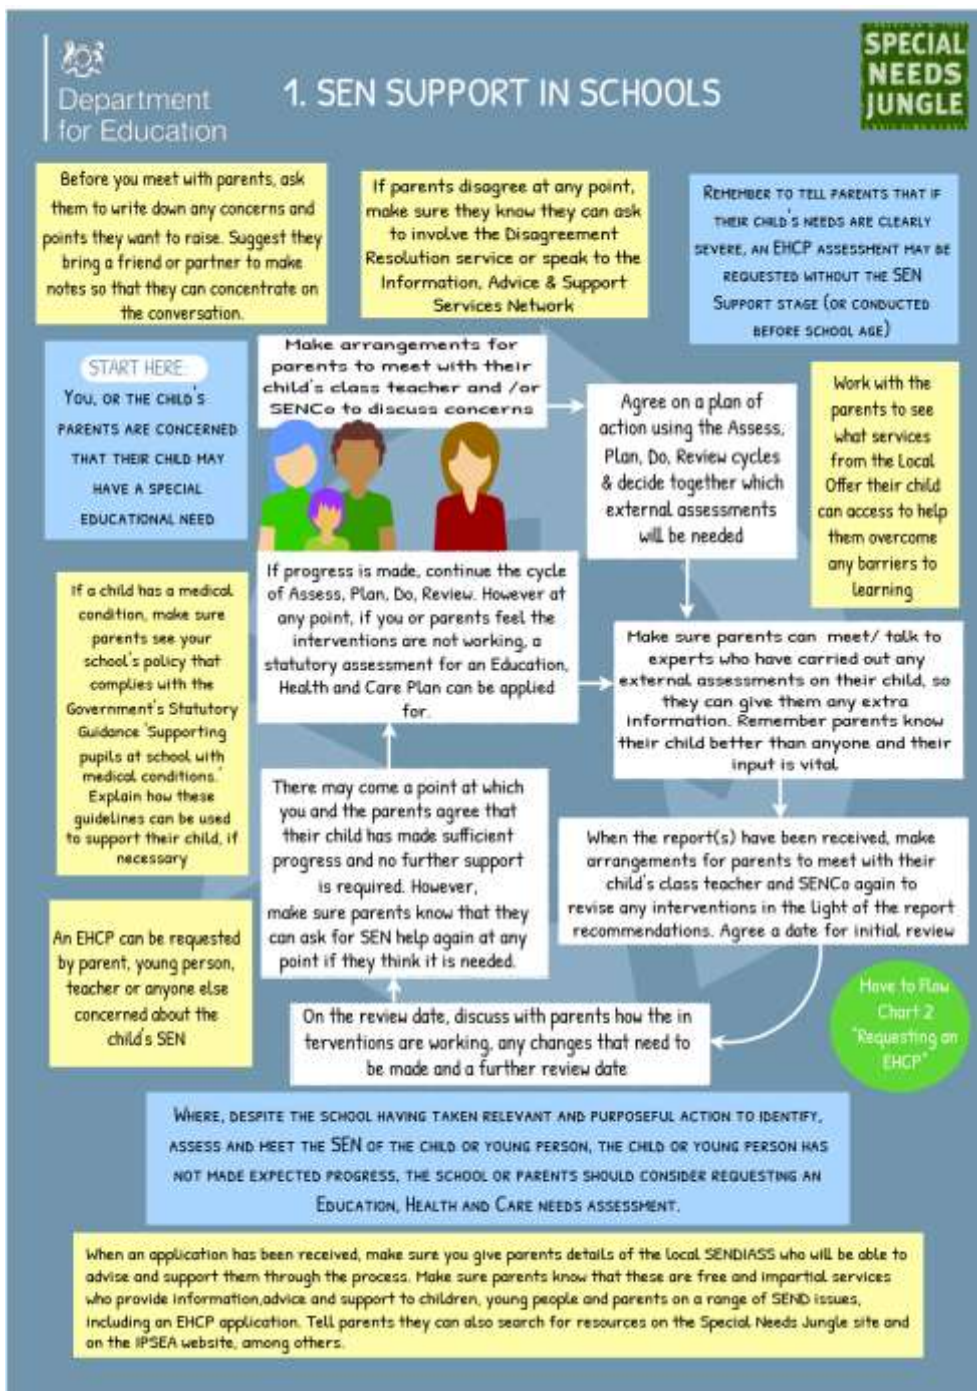 Department
for Education
1. SEN SUPPORT IN SCHOOLS
SPECIAL
NEEDS
JUNGLE
Before you meet with parents, ask
them to write down any concerns and
points they want to raise. Suggest they
bring a friend or partner to make
notes so that they can concentrate on
the conversation.
If parents disagree at any point,
make sure they know they can ask
to involve the Disagreement
Resolution service or speak to the
Information, Advice & Support
Services Network
REMEMBER TO TELL PARENTS THAT IF
THEIR CHILD'S NEEDS ARE CLEARLY
SEVERE, AN EHCP ASSESSMENT MAY BE
REQUESTED WITHOUT THE SEN
SUPPORT STAGE (OR CONDUCTED
BEFORE SCHOOL AGE)
START HERE:
YOU, OR THE CHILD'S
PARENTS ARE CONCERNED
THAT THEIR CHILD MAY
HAVE A SPECIAL
EDUCATIONAL NEED
Make arrangements for
parents to meet with their
child's class teacher and /or
SENCo to discuss concerns
Agree on a plan of
action using the Assess,
Plan, Do, Review cycles
& decide together which
external assessments
will be needed
Work with the
parents to see
what services
from the Local
Offer their child
can access to help
them overcome
any barriers to
learning
If a child has a medical
condition, make sure
parents see your
school's policy that
complies with the
Government's Statutory
Guidance 'Supporting
pupils at school with
medical conditions.'
Explain how these
guidelines can be used
to support their child, if
necessary
If progress is made, continue the cycle
of Assess, Plan, Do, Review. However at
any point, if you or parents feel the
interventions are not working, a
statutory assessment for an Education,
Health and Care Plan can be applied
for.
Make sure parents can meet/ talk to
experts who have carried out any
external assessments on their child, so
they can give them any extra
information. Remember parents know
their child better than anyone and their
input is vital
There may come a point at which
you and the parents agree that
their child has made sufficient
progress and no further support
is required. However,
make sure parents know that they
can ask for SEN help again at any
point if they think it is needed.
When the report(s) have been received, make
arrangements for parents to meet with their
child's class teacher and SENCo again to
revise any interventions in the light of the report
recommendations. Agree a date for initial review
An EHCP can be requested
by parent, young person,
teacher or anyone else
concerned about the
child's SEN
On the review date, discuss with parents how the in
terventions are working, any changes that need to
be made and a further review date
Move to Flow
Chart 2
"Requesting an
EHCP"
WHERE, DESPITE THE SCHOOL HAVING TAKEN RELEVANT AND PURPOSEFUL ACTION TO IDENTIFY,
ASSESS AND MEET THE SEN OF THE CHILD OR YOUNG PERSON, THE CHILD OR YOUNG PERSON HAS
NOT MADE EXPECTED PROGRESS, THE SCHOOL OR PARENTS SHOULD CONSIDER REQUESTING AN
EDUCATION, HEALTH AND CARE NEEDS ASSESSMENT.
When an application has been received, make sure you give parents details of the local SENDIASS who will be able to
advise and support them through the process. Make sure parents know that these are free and impartial services
who provide information,advice and support to children, young people and parents on a range of SEND issues,
including an EHCP application. Tell parents they can also search for resources on the Special Needs Jungle site and
on the IPSEA website, among others.